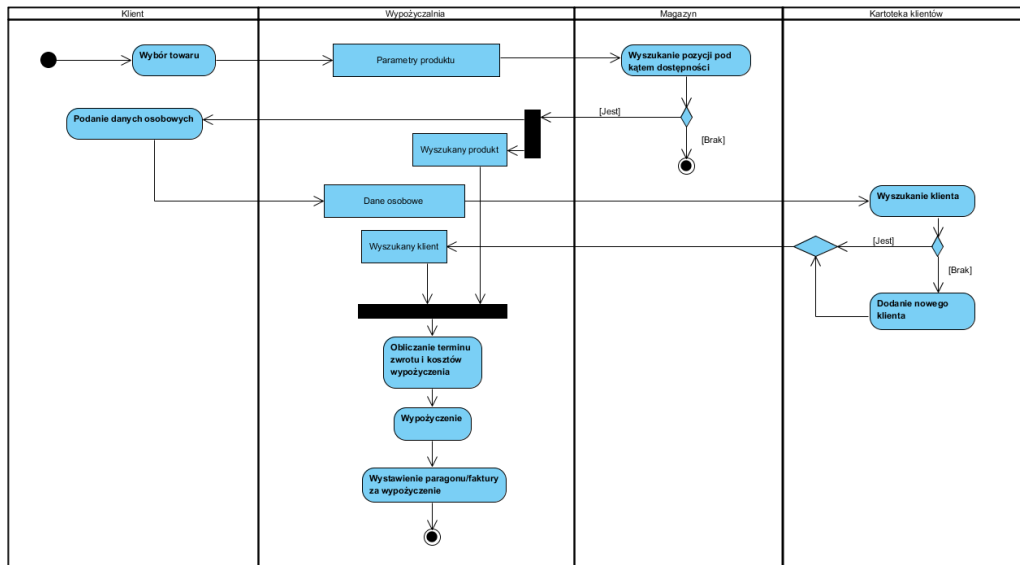 Klient
Wypożyczalnia
Magazyn
Kartoteka klientów
Wybór towaru
Parametry produktu
Wyszukanie pozycji pod
kątem dostępności
[Jest]
Podanie danych osobowych
[Brak]
Wyszukany produkt
Dane osobowe
Wyszukanie klienta
Wyszukany klient
[Jest]
[Brak]
Dodanie nowego
klienta
Obliczanie terminu
zwrotu i kosztów
wypożyczenia
Wypożyczenie
Wystawienie paragonu/faktury
za wypożyczenie